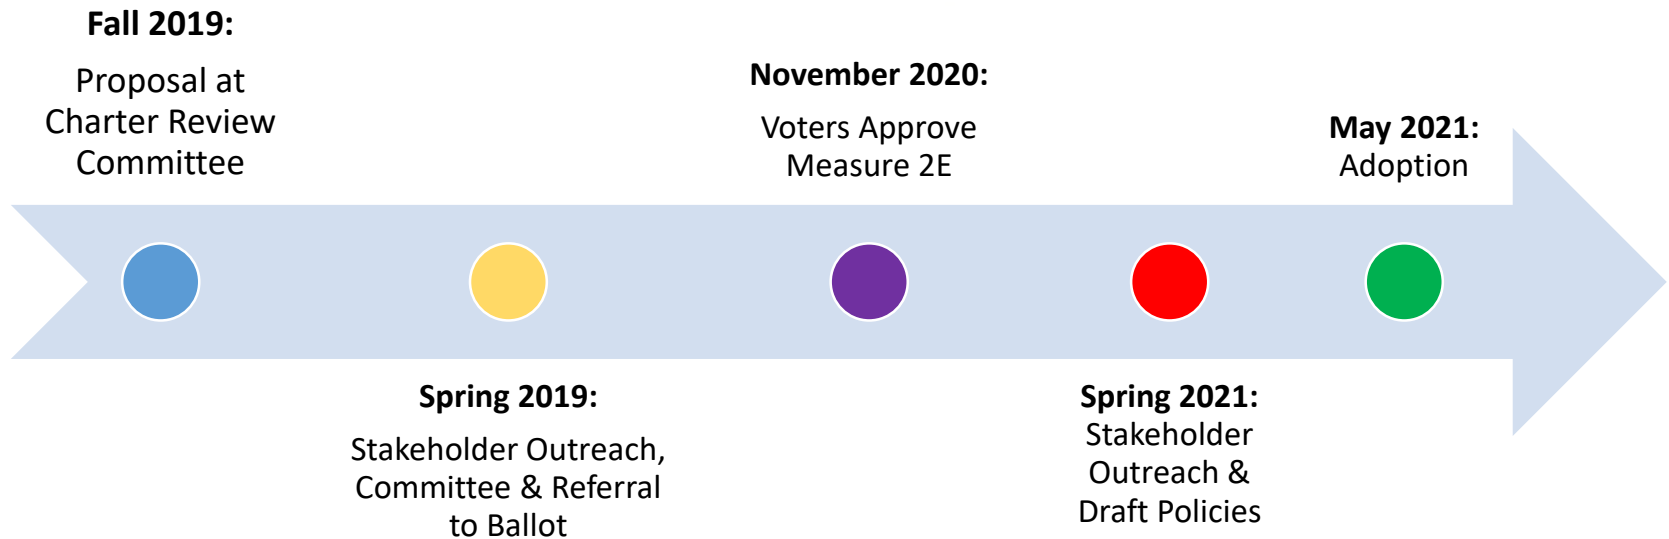 Fall 2019:
Proposal at
Charter Review
Committee
Spring 2019:
Stakeholder Outreach,
Committee & Referral
to Ballot
November 2020:
Voters Approve
Measure 2E
Spring 2021:
Stakeholder
Outreach &
Draft Policies
May 2021:
Adoption